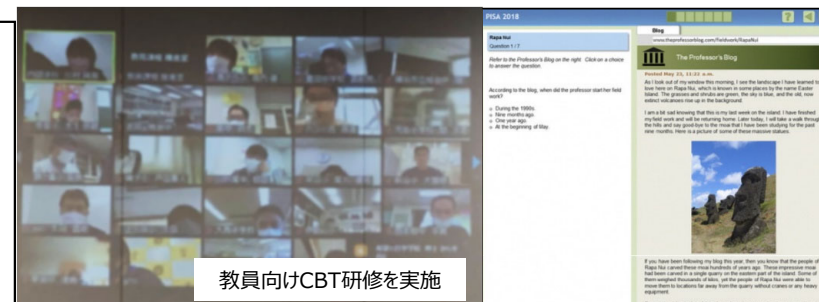 教員向けCBT研修を実施
PISA 2018
Rapa Nui
Question 1 / 7
Refer to the Professor's Blog on the right. Click on a choice
to answer the question.
According to the blog, when did the professor start her field
work?
During the 1990s.
Nine months ago.
One year ago.
At the beginning of May.
Blog
www.theprofessorblog.com/fieldwork/RapaNui
The Professor's Blog
Posted May 23, 11:22 a.m.
As I look out of my window this morning, I see the landscape I have learned to
love here on Rapa Nui, which is known in some places by the name Easter
Island. The grasses and shrubs are green, the sky is blue, and the old, now
extinct volcanoes rise up in the background.
I am a bit sad knowing that this is my last week on the island. I have finished
my field work and will be returning home. Later today, I will take a walk through
the hills and say good-bye to the moai that I have been studying for the past
nine months. Here is a picture of some of these massive statues.
If you have been following my blog this year, then you know that the people of
Rapa Nui carved these moai hundreds of years ago. These impressive moai
had been carved in a single quarry on the eastern part of the island. Some of
them weighed thousands of kilos, yet the people of Rapa Nui were able to
move them to locations far away from the quarry without cranes or any heavy
equipment.